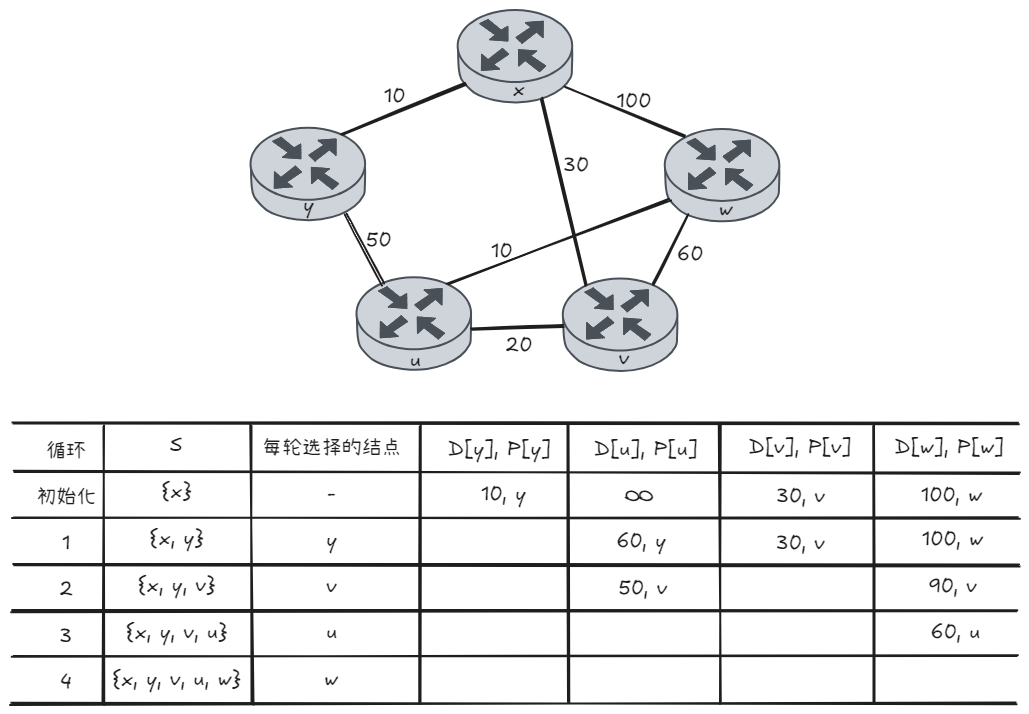 x
10
100
30
y
w
50
10
60
u
20
v
循环 S 每轮选择的结点 D[y], P[y] D[u], P[u] D[v], P[v] D[w], P[w]
初始化 {x} - 10, y ∞ 30, v 100, w
1 {x, y} y 60, y 30, v 100, w
2 {x, y, v} v 50, v 90, v
3 {x, y, v, u} u 60, u
4 {x, y, v, u, w} w